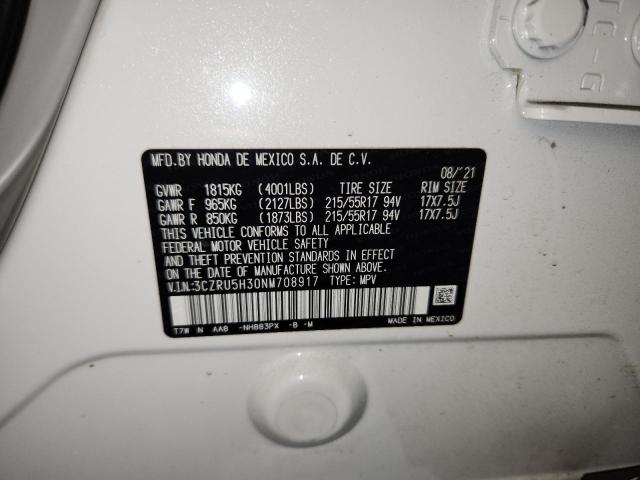 TC-G
MFD.BY HONDA DE MEXICO S.A. DE C.V.
08/'21
GVWR 1815KG (4001LBS) TIRE SIZE RIM SIZE
GAWR F 965KG (2127LBS) 215/55R17 94V 17X7.5J
GAWR R 850KG (1873LBS) 215/55R17 94V 17X7.5J
THIS VEHICLE CONFORMS TO ALL APPLICABLE
FEDERAL MOTOR VEHICLE SAFETY
AND THEFT PREVENTION STANDARDS IN EFFECT
ON THE DATE OF MANUFACTURE SHOWN ABOVE.
V.I.N:3CZRU5H30NM708917 TYPE: MPV
T7W N AAB -NH883PX -B -M
MADE IN MEXICO